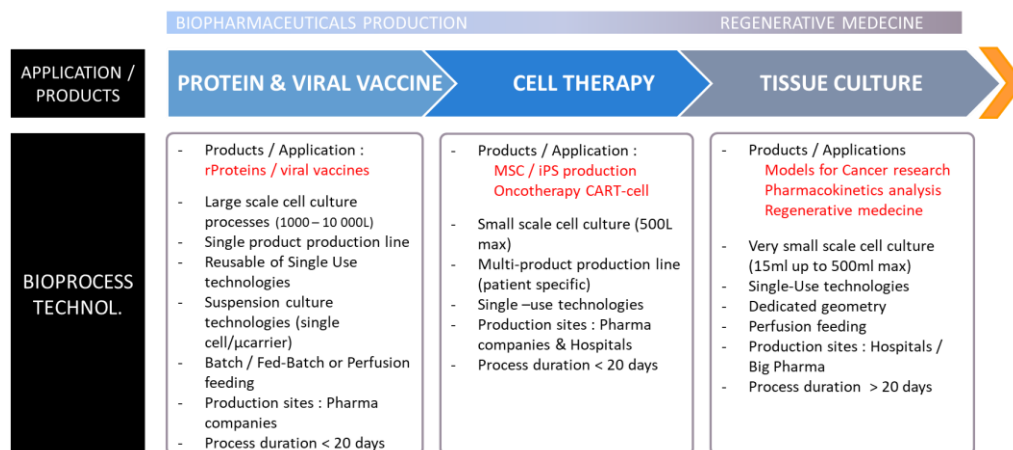 BIOPHARMACEUTICALS PRODUCTION
REGENERATIVE MEDECINE
APPLICATION /
PRODUCTS
PROTEIN & VIRAL VACCINE
CELL THERAPY
TISSUE CULTURE
BIOPROCESS
TECHNOL.
- Products / Application :
rProteins / viral vaccines
- Large scale cell culture
processes (1000 – 10 000L)
- Single product production line
- Reusable of Single Use
technologies
- Suspension culture
technologies (single
cell/µcarrier)
- Batch / Fed-Batch or Perfusion
feeding
- Production sites : Pharma
companies
- Process duration < 20 days
- Products / Application :
MSC / iPS production
Oncotherapy CART-cell
- Small scale cell culture (500L
max)
- Multi-product production line
(patient specific)
- Single –use technologies
- Production sites : Pharma
companies & Hospitals
- Process duration < 20 days
- Products / Applications
Models for Cancer research
Pharmacokinetics analysis
Regenerative medecine
- Very small scale cell culture
(15ml up to 500ml max)
- Single-Use technologies
- Dedicated geometry
- Perfusion feeding
- Production sites : Hospitals /
Big Pharma
- Process duration > 20 days